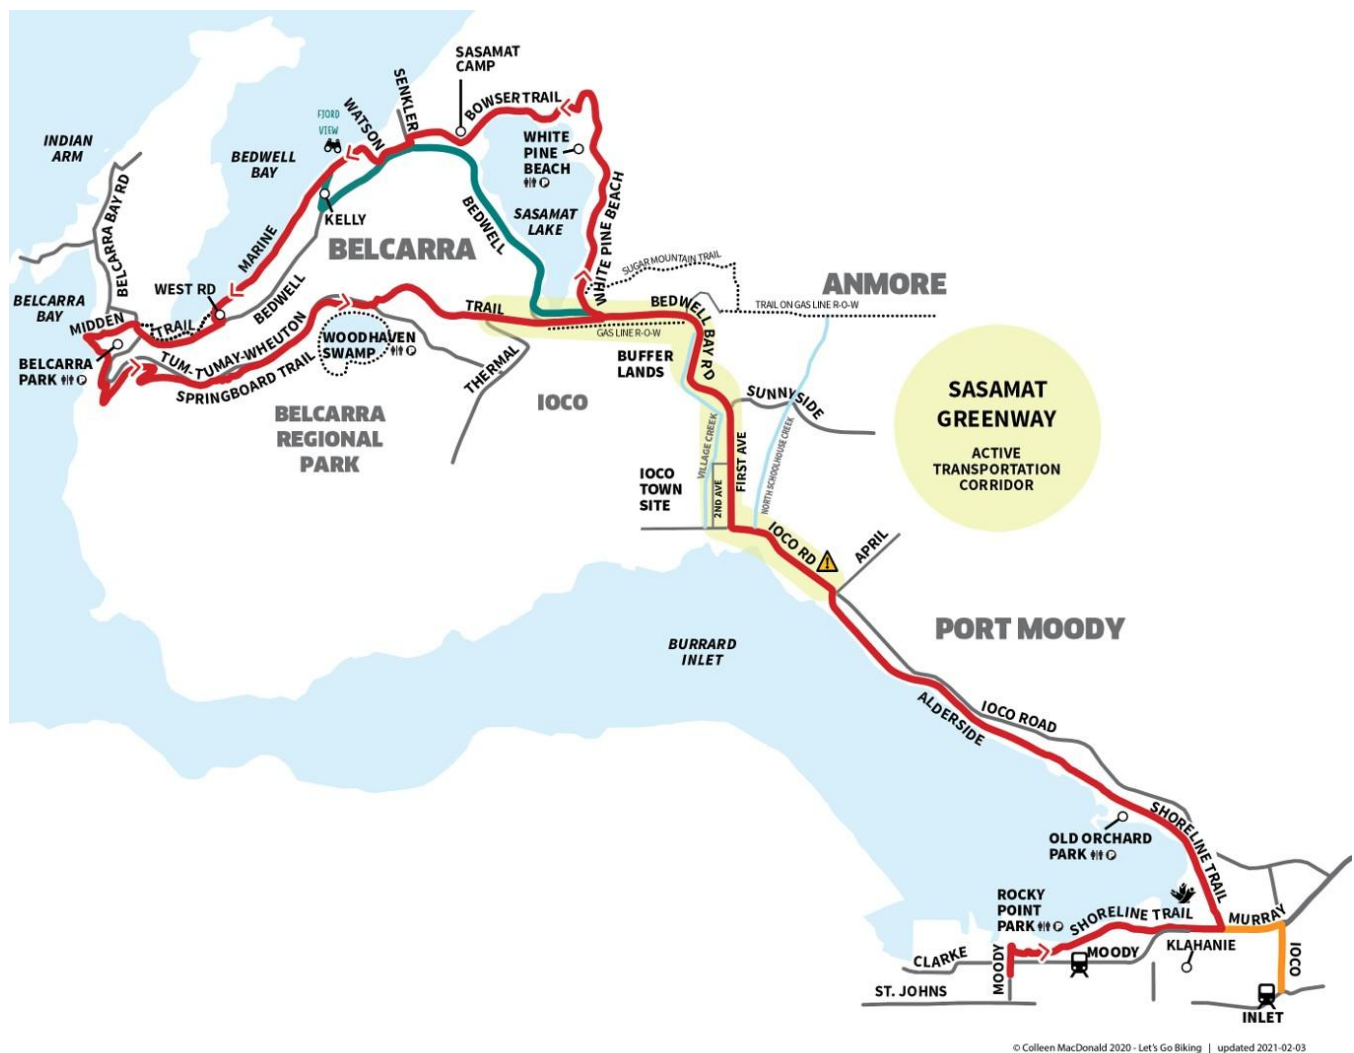 SASAMAT
CAMP
SENKLER
BOWSER TRAIL
WATSON
FJORD
VIEW
INDIAN
ARM
BEDWELL
BAY
WHITE
PINE
BEACH
BELCARRA BAY RD
KELLY
BEDWELL
SASAMAT
LAKE
WHITE PINE BEACH
BELCARRA
MARINE
SUGAR MOUNTAIN TRAIL
ANMORE
WEST RD
BELCARRA
BAY
BEDWELL
TRAIL
BEDWELL BAY RD
TRAIL ON GAS LINE R-O-W
MIDDEN
TRAIL
GAS LINE R-O-W
WOODHAVEN
SWAMP
TUM-TUMAY-WHEUTON
BELCARRA
PARK
SPRINGBOARD TRAIL
THERMAL
BUFFER
LANDS
SUNNYSIDE
IOCO
BELCARRA
REGIONAL
PARK
SASAMAT
GREENWAY
ACTIVE
TRANSPORTATION
CORRIDOR
VILLAGE CREEK
FIRST AVE
NORTH SCHOOLHOUSE CREEK
IOCO
TOWN
SITE
2ND AVE
IOCO RD
APRIL
PORT MOODY
BURRARD
INLET
ALDERSIDE
IOCO ROAD
SHORELINE TRAIL
OLD ORCHARD
PARK
ROCKY
POINT
PARK
SHORELINE TRAIL
MURRAY
KLAHANIE
CLARKE
MOODY
MOODY
IOCO
ST. JOHNS
INLET
© Colleen MacDonald 2020 - Let's Go Biking | updated 2021-02-03